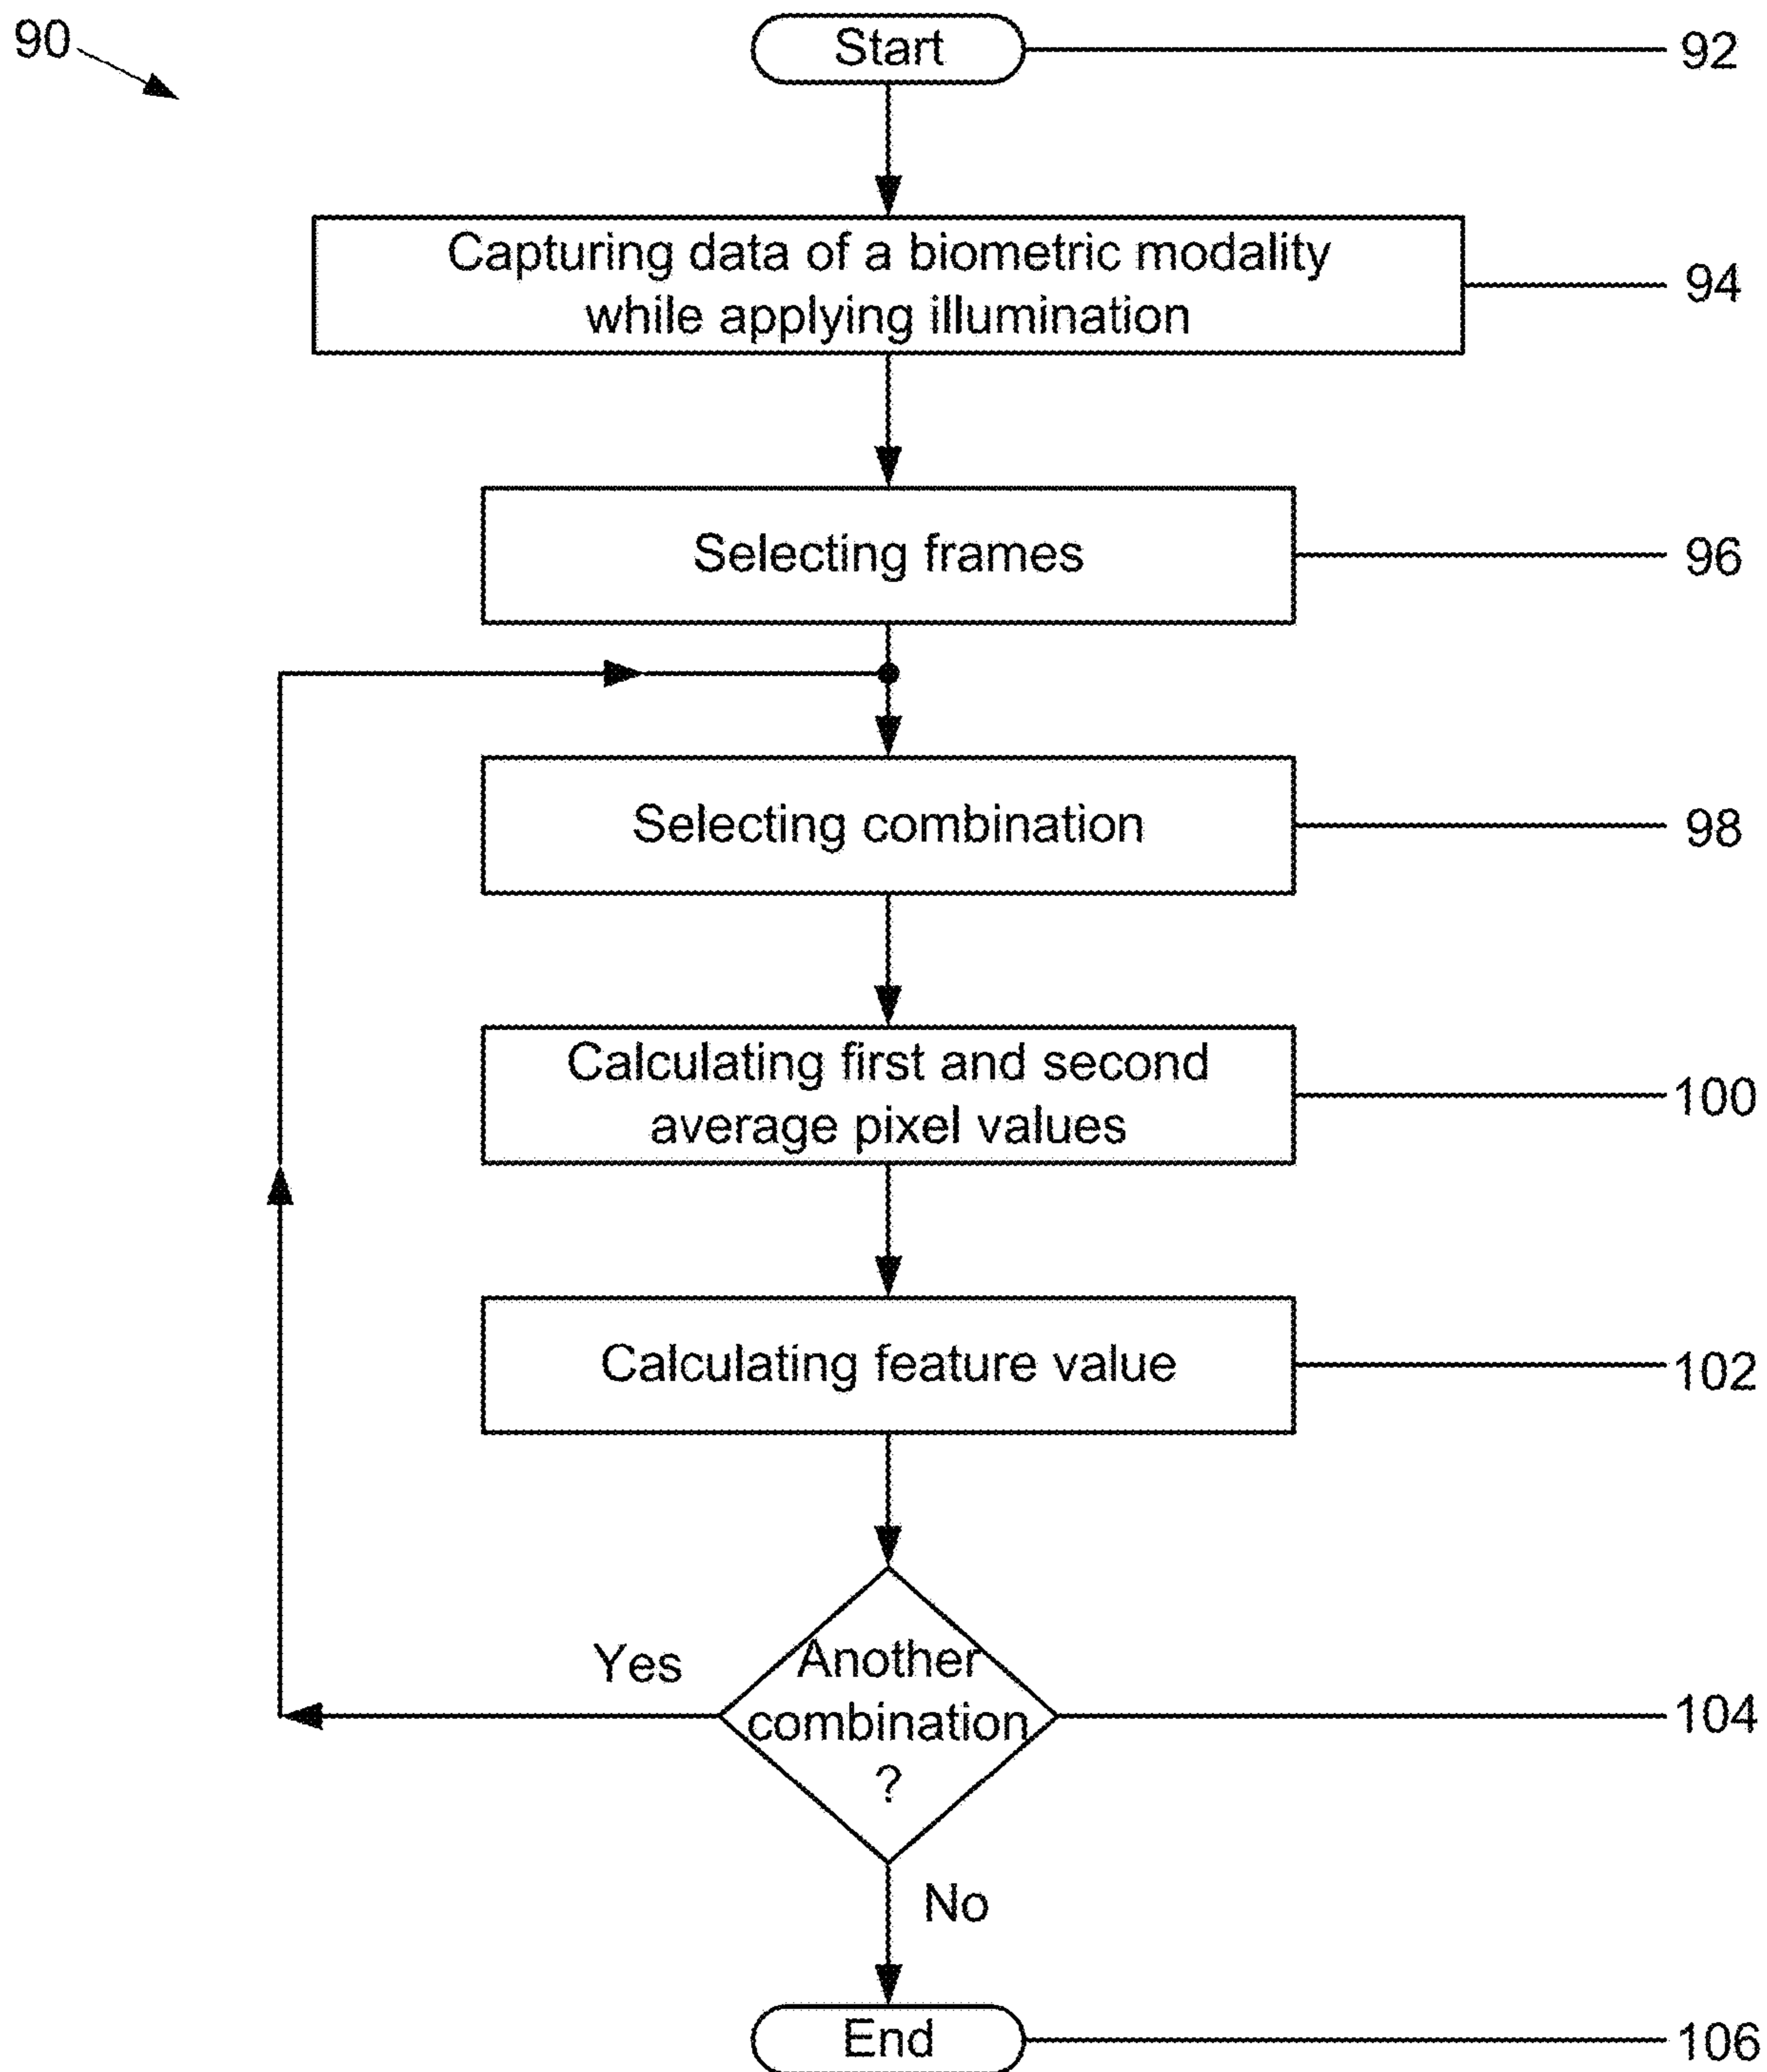 90
Start
92
Capturing data of a biometric modality
while applying illumination
94
Selecting frames
96
Selecting combination
98
Calculating first and second
average pixel values
100
Calculating feature value
102
Another
combination
?
Yes
104
No
End
106